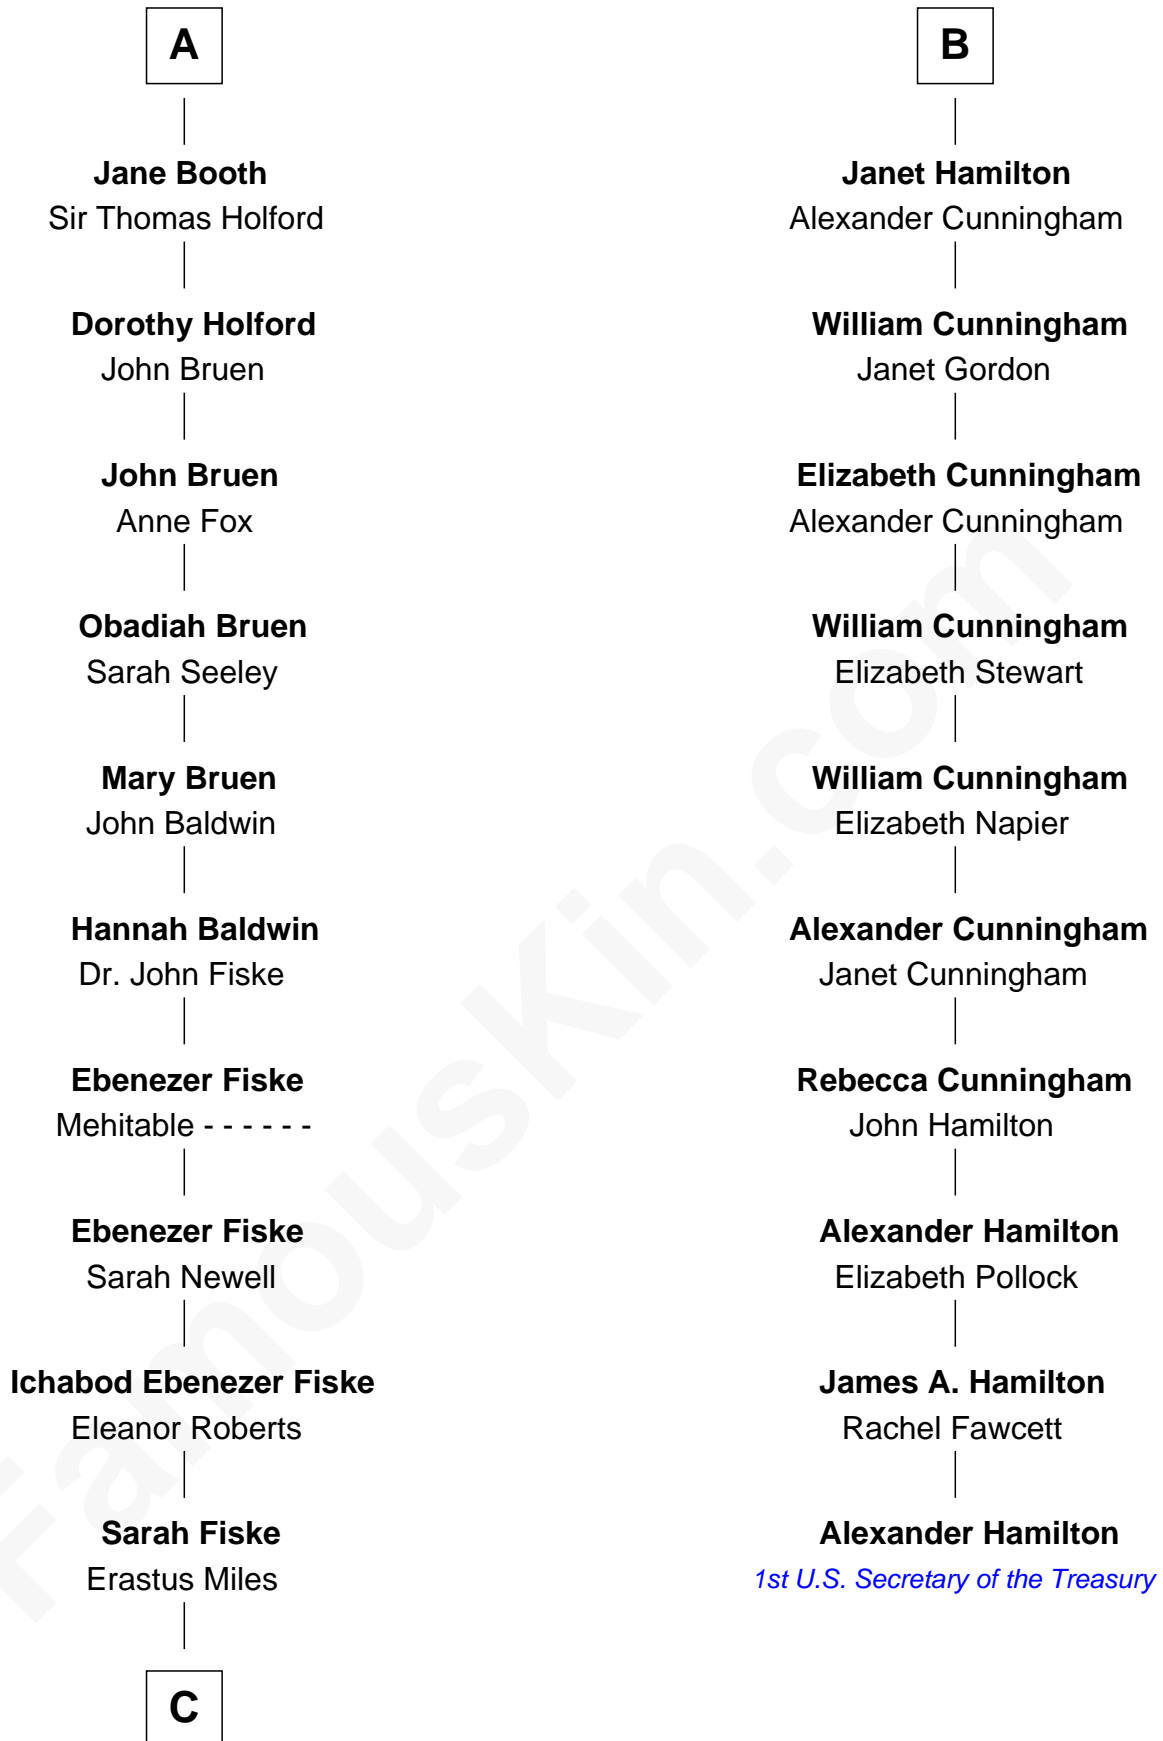 A
Jane Booth
Sir Thomas Holford
Dorothy Holford
John Bruen
John Bruen
Anne Fox
Obadiah Bruen
Sarah Seeley
Mary Bruen
John Baldwin
Hannah Baldwin
Dr. John Fiske
Ebenezer Fiske
Mehitable - - - - - -
Ebenezer Fiske
Sarah Newell
Ichabod Ebenezer Fiske
Eleanor Roberts
Sarah Fiske
Erastus Miles
C
B
Janet Hamilton
Alexander Cunningham
William Cunningham
Janet Gordon
Elizabeth Cunningham
Alexander Cunningham
William Cunningham
Elizabeth Stewart
William Cunningham
Elizabeth Napier
Alexander Cunningham
Janet Cunningham
Rebecca Cunningham
John Hamilton
Alexander Hamilton
Elizabeth Pollock
James A. Hamilton
Rachel Fawcett
Alexander Hamilton
1st U.S. Secretary of the Treasury
FamousKin.com